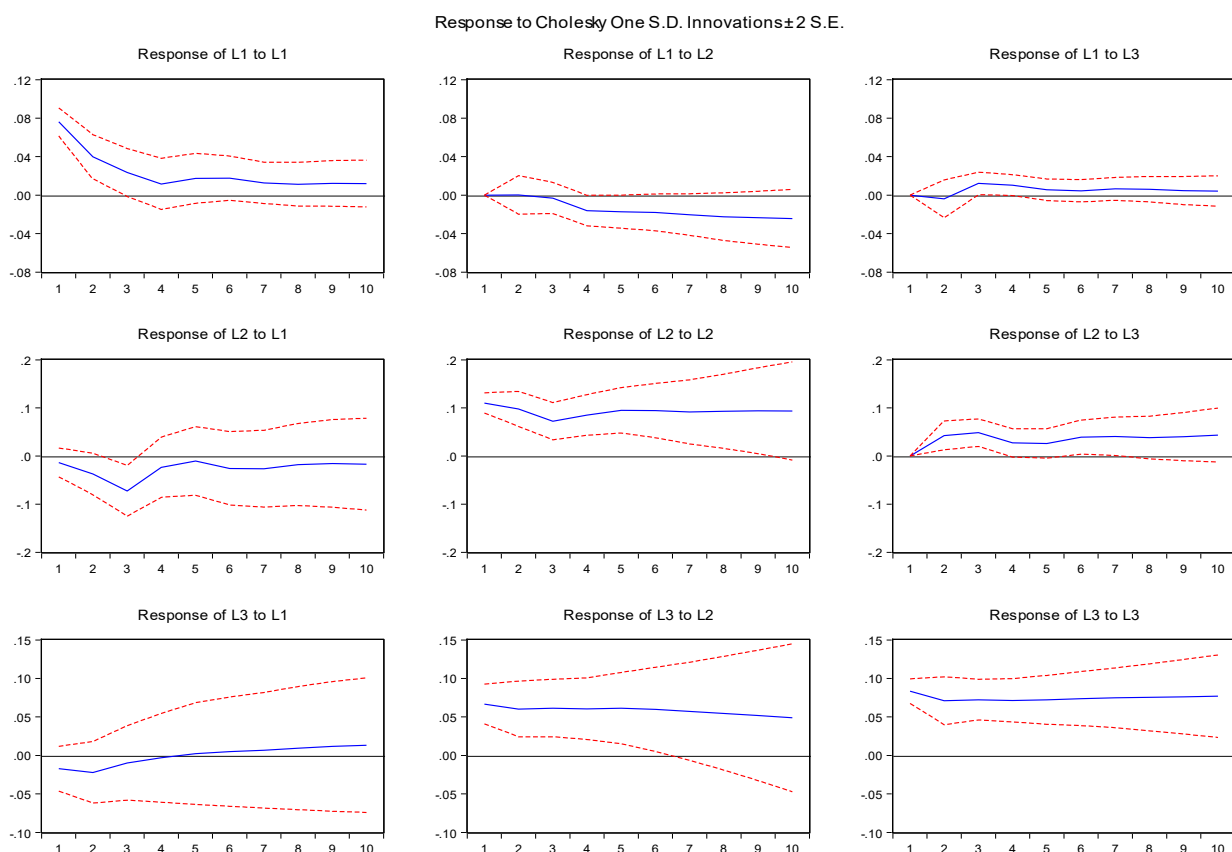 Response to Cholesky One S.D. Innovations ± 2 S.E.
Response of L1 to L1
.12
.08
.04
.00
-.04
-.08
1 2 3 4 5 6 7 8 9 10
Response of L1 to L2
.12
.08
.04
.00
-.04
-.08
1 2 3 4 5 6 7 8 9 10
Response of L1 to L3
.12
.08
.04
.00
-.04
-.08
1 2 3 4 5 6 7 8 9 10
Response of L2 to L1
.2
.1
.0
-.1
-.2
1 2 3 4 5 6 7 8 9 10
Response of L2 to L2
.2
.1
.0
-.1
-.2
1 2 3 4 5 6 7 8 9 10
Response of L2 to L3
.2
.1
.0
-.1
-.2
1 2 3 4 5 6 7 8 9 10
Response of L3 to L1
.15
.10
.05
.00
-.05
-.10
1 2 3 4 5 6 7 8 9 10
Response of L3 to L2
.15
.10
.05
.00
-.05
-.10
1 2 3 4 5 6 7 8 9 10
Response of L3 to L3
.15
.10
.05
.00
-.05
-.10
1 2 3 4 5 6 7 8 9 10